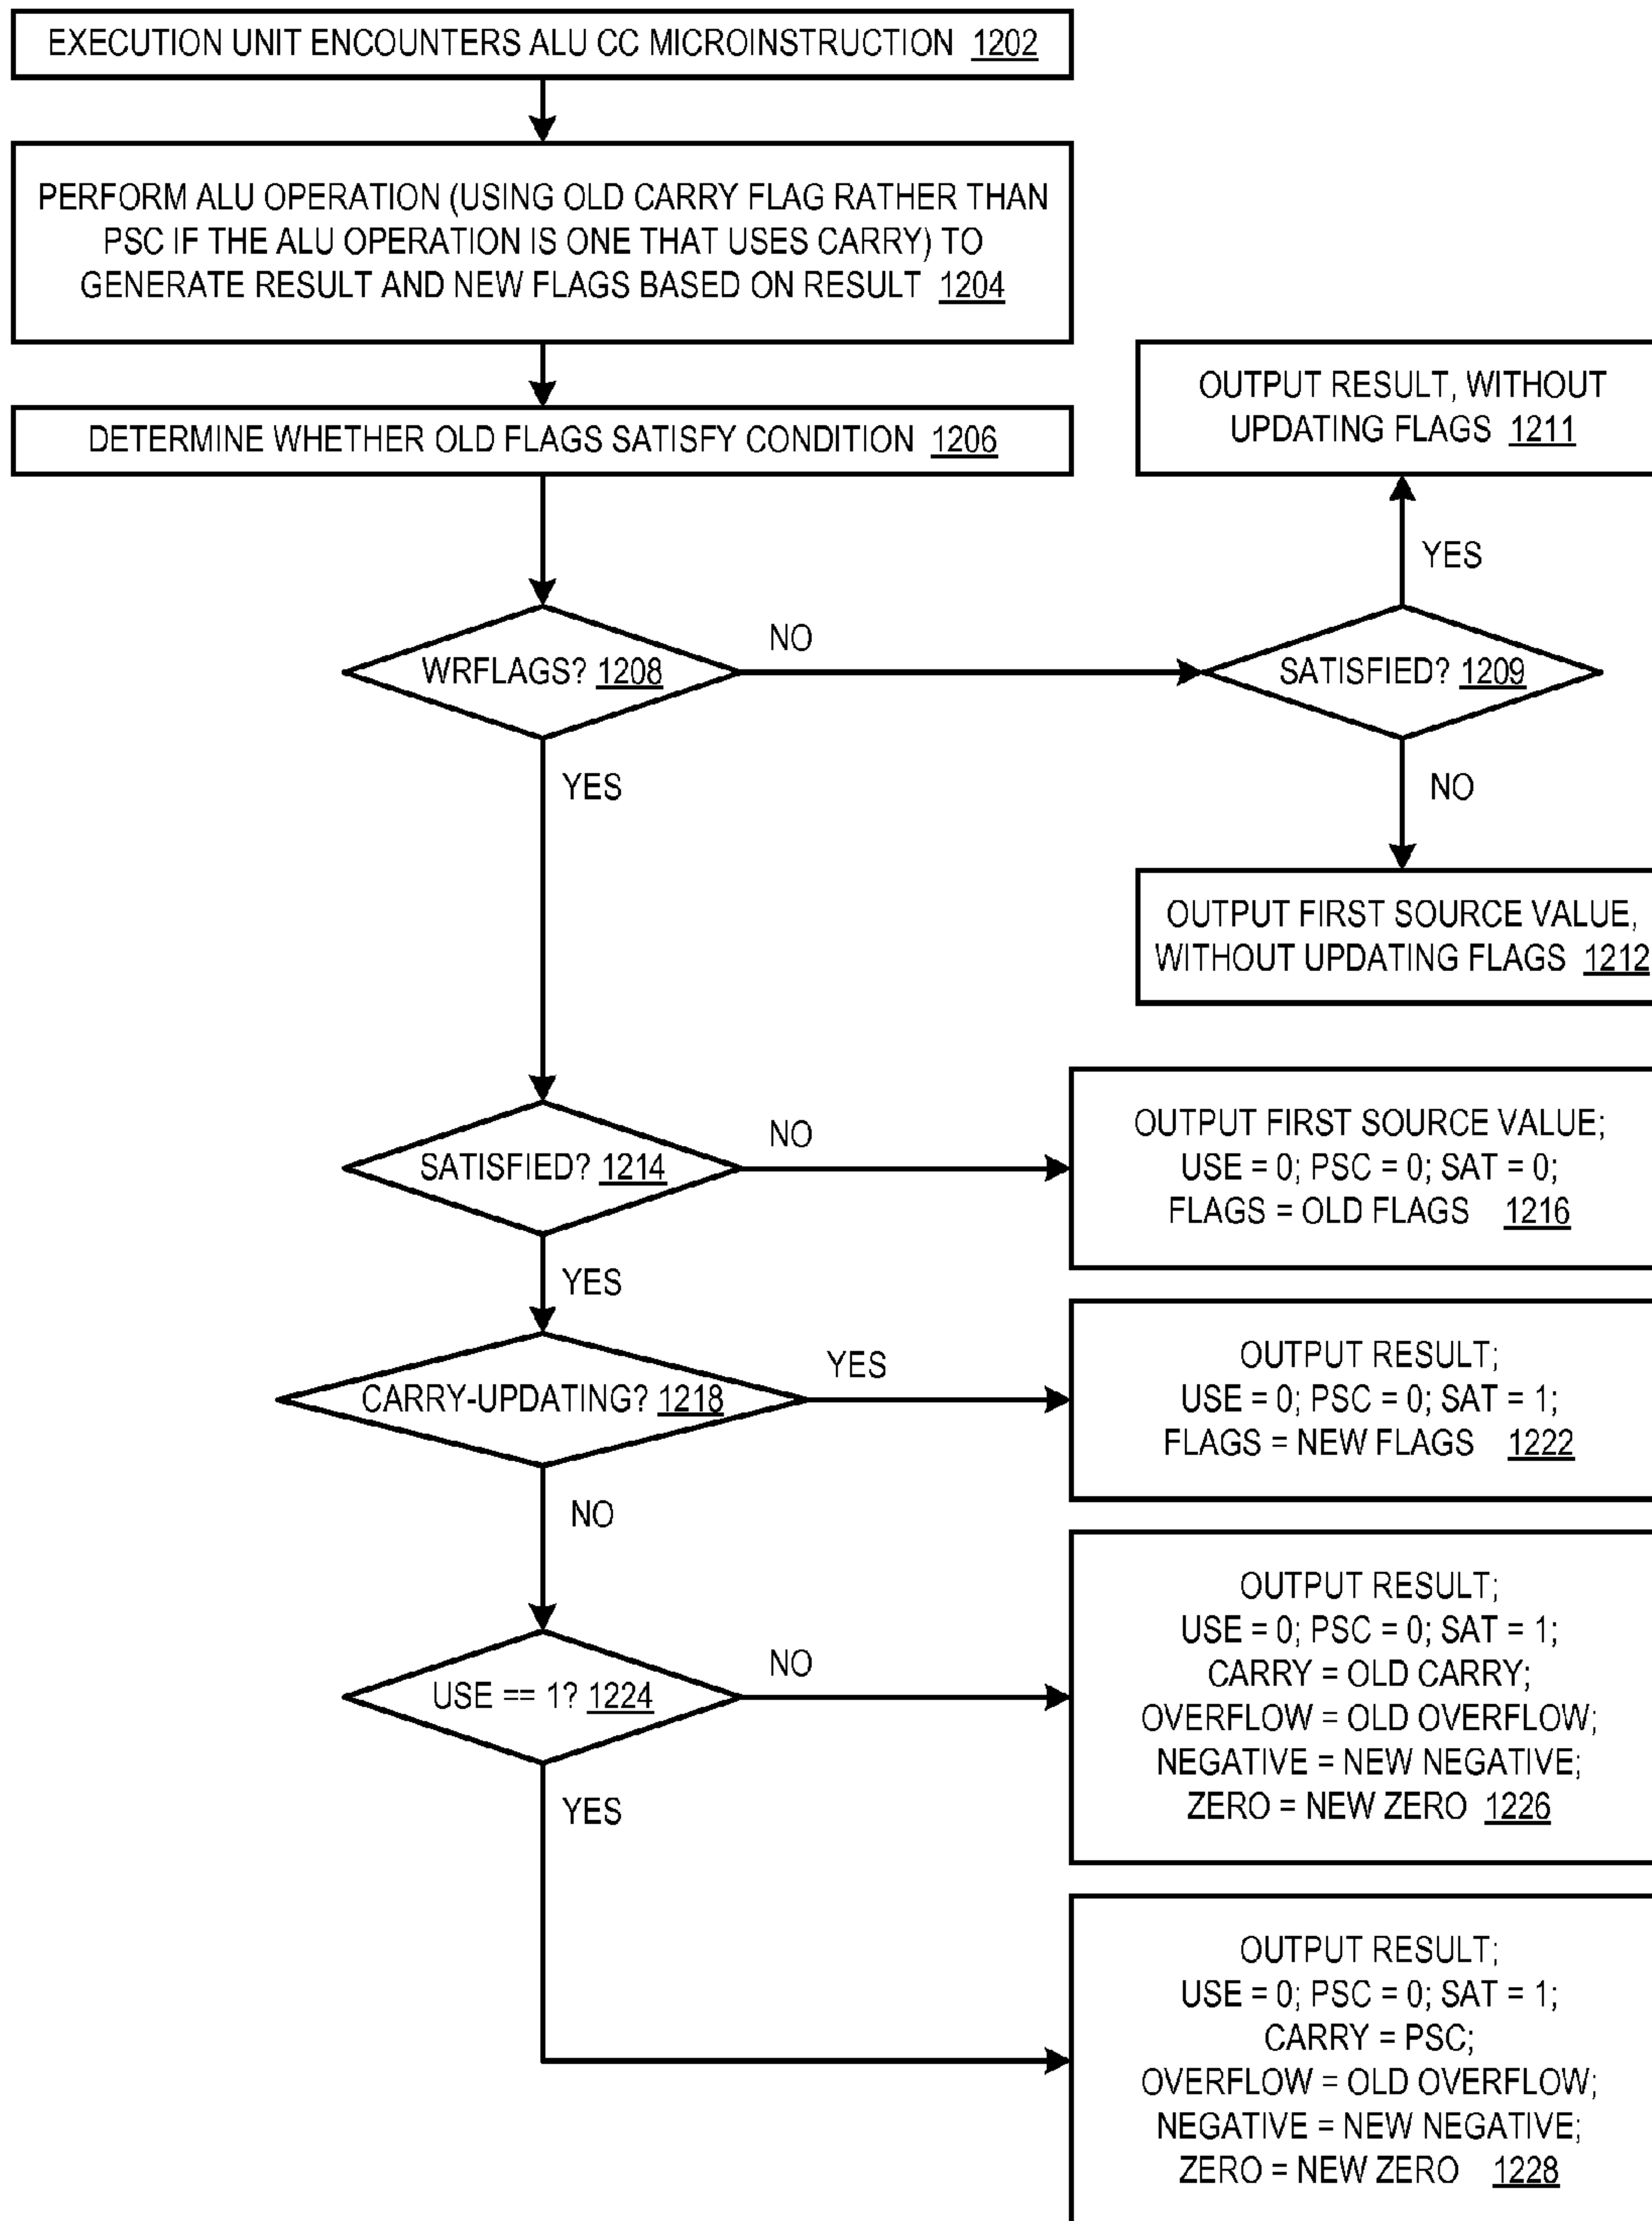 EXECUTION UNIT ENCOUNTERS ALU CC MICROINSTRUCTION 1202
PERFORM ALU OPERATION (USING OLD CARRY FLAG RATHER THAN
PSC IF THE ALU OPERATION IS ONE THAT USES CARRY) TO
GENERATE RESULT AND NEW FLAGS BASED ON RESULT 1204
DETERMINE WHETHER OLD FLAGS SATISFY CONDITION 1206
OUTPUT RESULT, WITHOUT
UPDATING FLAGS 1211
YES
WRFLAGS? 1208
NO
SATISFIED? 1209
YES
NO
OUTPUT FIRST SOURCE VALUE,
WITHOUT UPDATING FLAGS 1212
SATISFIED? 1214
NO
OUTPUT FIRST SOURCE VALUE;
USE = 0; PSC = 0; SAT = 0;
FLAGS = OLD FLAGS 1216
YES
CARRY-UPDATING? 1218
YES
OUTPUT RESULT;
USE = 0; PSC = 0; SAT = 1;
FLAGS = NEW FLAGS 1222
NO
USE == 1? 1224
NO
OUTPUT RESULT;
USE = 0; PSC = 0; SAT = 1;
CARRY = OLD CARRY;
OVERFLOW = OLD OVERFLOW;
NEGATIVE = NEW NEGATIVE;
ZERO = NEW ZERO 1226
YES
OUTPUT RESULT;
USE = 0; PSC = 0; SAT = 1;
CARRY = PSC;
OVERFLOW = OLD OVERFLOW;
NEGATIVE = NEW NEGATIVE;
ZERO = NEW ZERO 1228